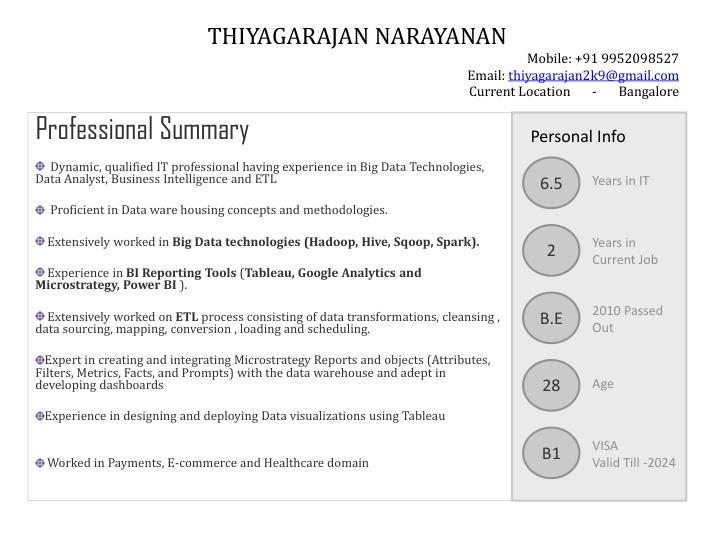 THIYAGARAJAN NARAYANAN
Mobile: +91 9952098527
Email: thiyagarajan2k9@gmail.com
Current Location - Bangalore
Professional Summary
Dynamic, qualified IT professional having experience in Big Data Technologies,
Data Analyst, Business Intelligence and ETL
Proficient in Data ware housing concepts and methodologies.
Extensively worked in Big Data technologies (Hadoop, Hive, Sqoop, Spark).
Experience in BI Reporting Tools (Tableau, Google Analytics and
Microstrategy, Power BI ).
Extensively worked on ETL process consisting of data transformations, cleansing ,
data sourcing, mapping, conversion , loading and scheduling.
Expert in creating and integrating Microstrategy Reports and objects (Attributes,
Filters, Metrics, Facts, and Prompts) with the data warehouse and adept in
developing dashboards
Experience in designing and deploying Data visualizations using Tableau
Worked in Payments, E-commerce and Healthcare domain
Personal Info
6.5 Years in IT
2 Years in
Current Job
B.E 2010 Passed
Out
28 Age
B1 VISA
Valid Till -2024